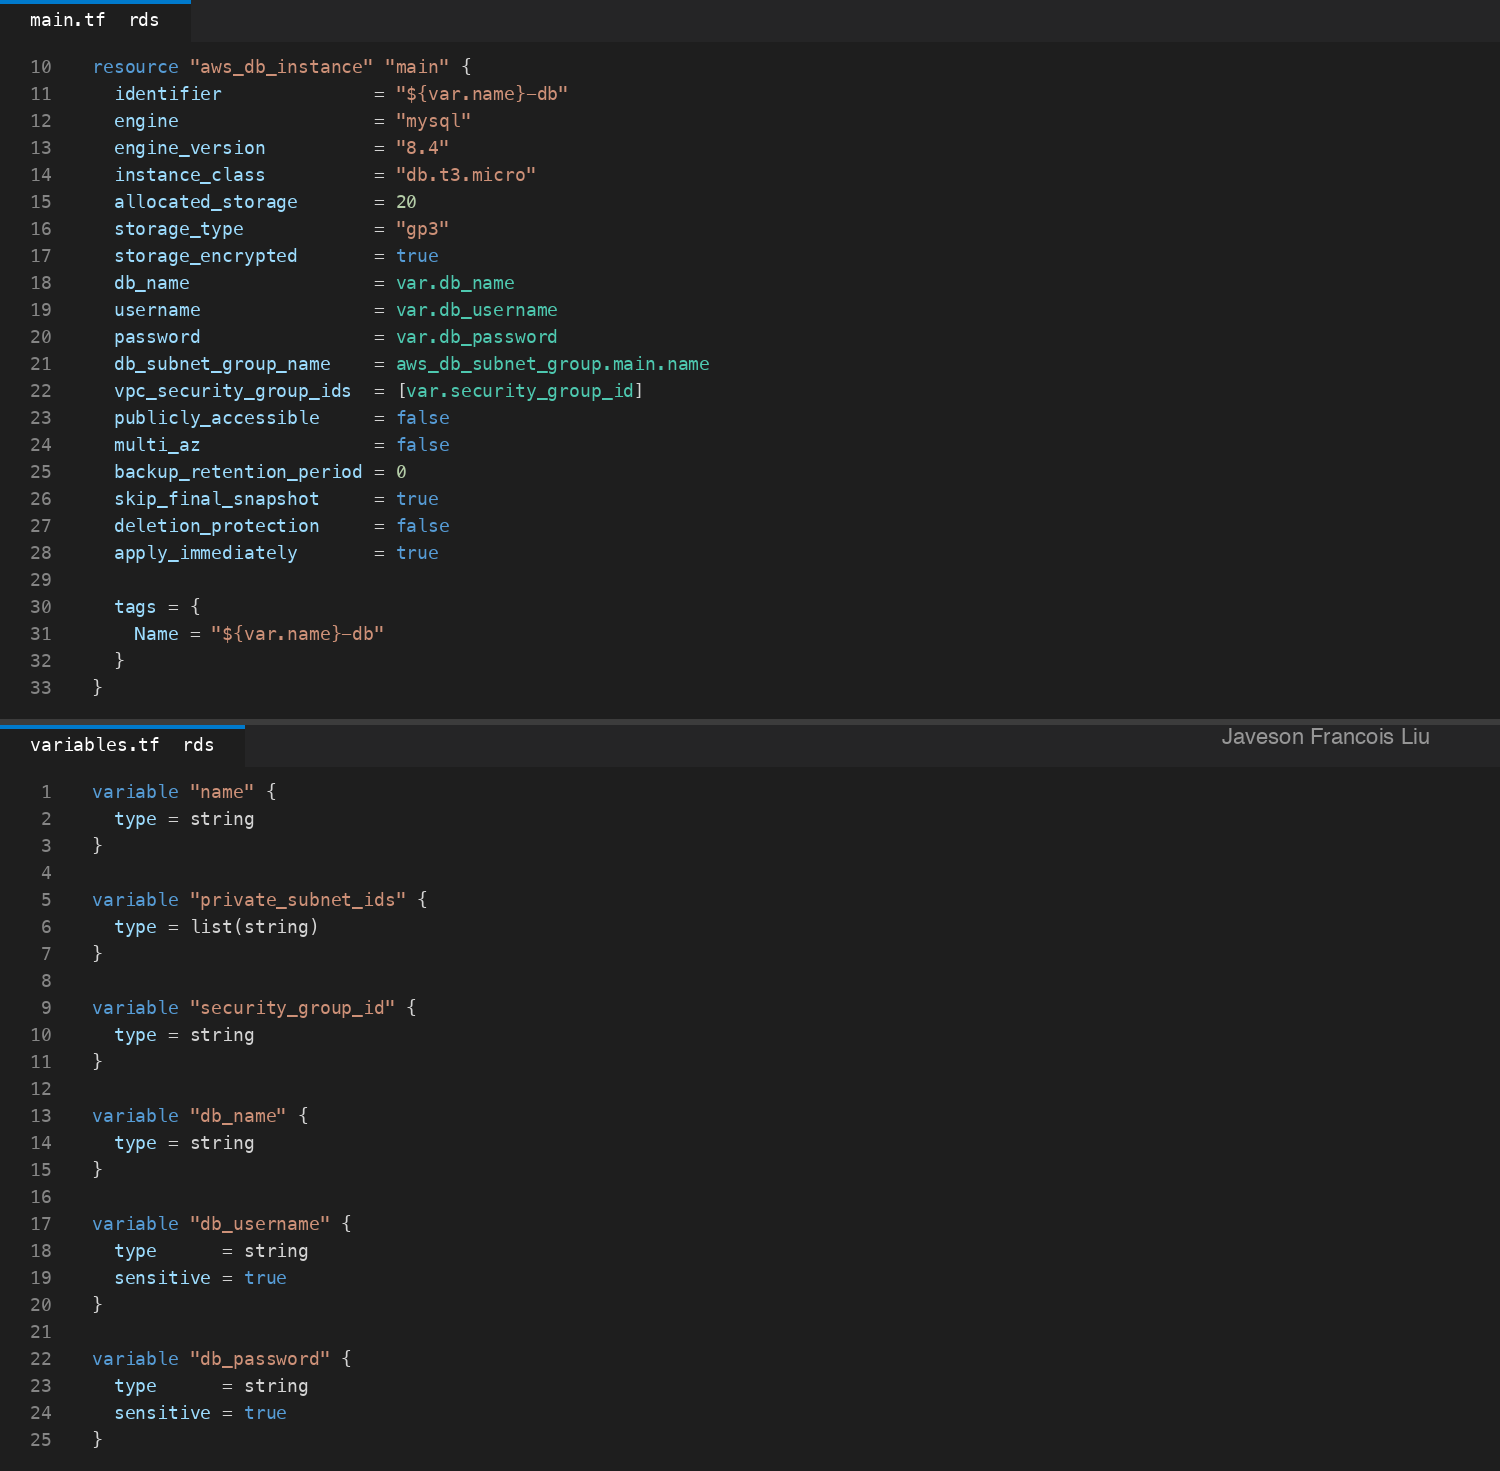 main.tf  rds
10 resource "aws_db_instance" "main" {
11   identifier              = "${var.name}-db"
12   engine                  = "mysql"
13   engine_version          = "8.4"
14   instance_class          = "db.t3.micro"
15   allocated_storage       = 20
16   storage_type            = "gp3"
17   storage_encrypted       = true
18   db_name                 = var.db_name
19   username                = var.db_username
20   password                = var.db_password
21   db_subnet_group_name    = aws_db_subnet_group.main.name
22   vpc_security_group_ids  = [var.security_group_id]
23   publicly_accessible     = false
24   multi_az                = false
25   backup_retention_period = 0
26   skip_final_snapshot     = true
27   deletion_protection     = false
28   apply_immediately       = true
29
30   tags = {
31     Name = "${var.name}-db"
32   }
33 }
variables.tf  rds
Javeson Francois Liu
1 variable "name" {
2   type = string
3 }
4
5 variable "private_subnet_ids" {
6   type = list(string)
7 }
8
9 variable "security_group_id" {
10   type = string
11 }
12
13 variable "db_name" {
14   type = string
15 }
16
17 variable "db_username" {
18   type      = string
19   sensitive = true
20 }
21
22 variable "db_password" {
23   type      = string
24   sensitive = true
25 }